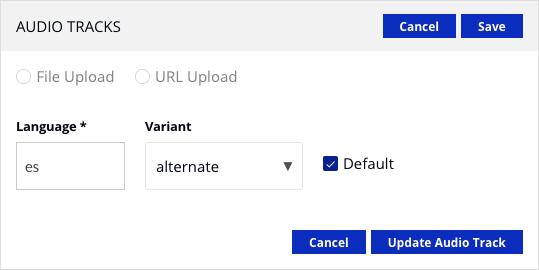 AUDIO TRACKS Cancel Save
File Upload URL Upload
Language * Variant
es alternate Default
Cancel Update Audio Track